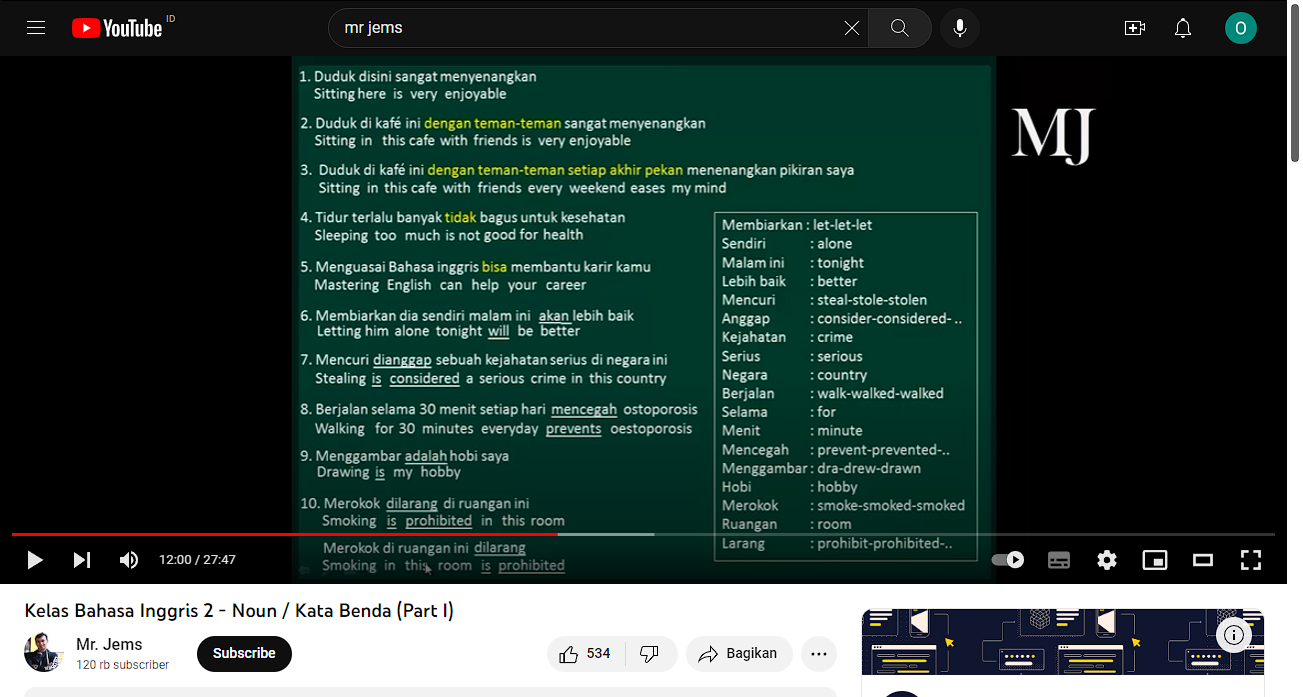 YouTube ID
mr jems
O
1. Duduk disini sangat menyenangkan
Sitting here is very enjoyable
2. Duduk di kafé ini dengan teman-teman sangat menyenangkan
Sitting in this cafe with friends is very enjoyable
3. Duduk di kafé ini dengan teman-teman setiap akhir pekan menenangkan pikiran saya
Sitting in this cafe with friends every weekend eases my mind
4. Tidur terlalu banyak tidak bagus untuk kesehatan
Sleeping too much is not good for health
5. Menguasai Bahasa inggris bisa membantu karir kamu
Mastering English can help your career
6. Membiarkan dia sendiri malam ini akan lebih baik
Letting him alone tonight will be better
7. Mencuri dianggap sebuah kejahatan serius di negara ini
Stealing is considered a serious crime in this country
8. Berjalan selama 30 menit setiap hari mencegah ostoporosis
Walking for 30 minutes everyday prevents oestoporosis
9. Menggambar adalah hobi saya
Drawing is my hobby
10. Merokok dilarang di ruangan ini
Smoking is prohibited in this room
Merokok di ruangan ini dilarang
Smoking in this room is prohibited
Membiarkan : let-let-let
Sendiri : alone
Malam ini : tonight
Lebih baik : better
Mencuri : steal-stole-stolen
Anggap : consider-considered- ..
Kejahatan : crime
Serius : serious
Negara : country
Berjalan : walk-walked-walked
Selama : for
Menit : minute
Mencegah : prevent-prevented-..
Menggambar : dra-drew-drawn
Hobi : hobby
Merokok : smoke-smoked-smoked
Ruangan : room
Larang : prohibit-prohibited-..
MJ
12:00 / 27:47
Kelas Bahasa Inggris 2 - Noun / Kata Benda (Part I)
Mr. Jems
120 rb subscriber
Subscribe
534
Bagikan